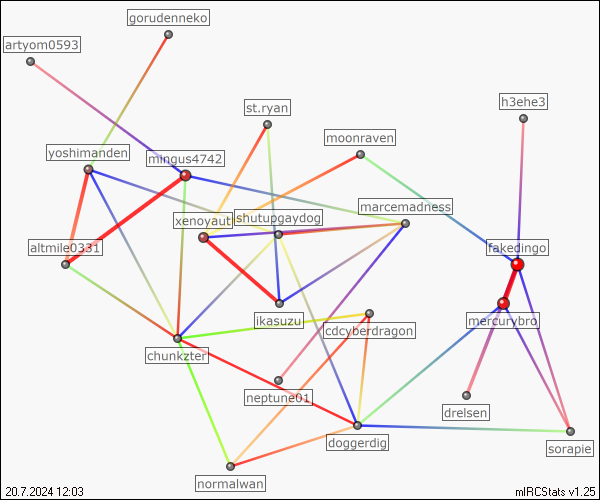 gorudenneko
artyom0593
h3ehe3
st.ryan
moonraven
yoshimanden
mingus4742
marcemadness
shutupgaydog
xenoyaut
fakedingo
altmile0331
ikasuzu
mercurybro
cdcyberdragon
chunkzter
neptune01
drelsen
doggerdig
sorapie
normalwan
20.7.2024 12:03
mIRCStats v1.25